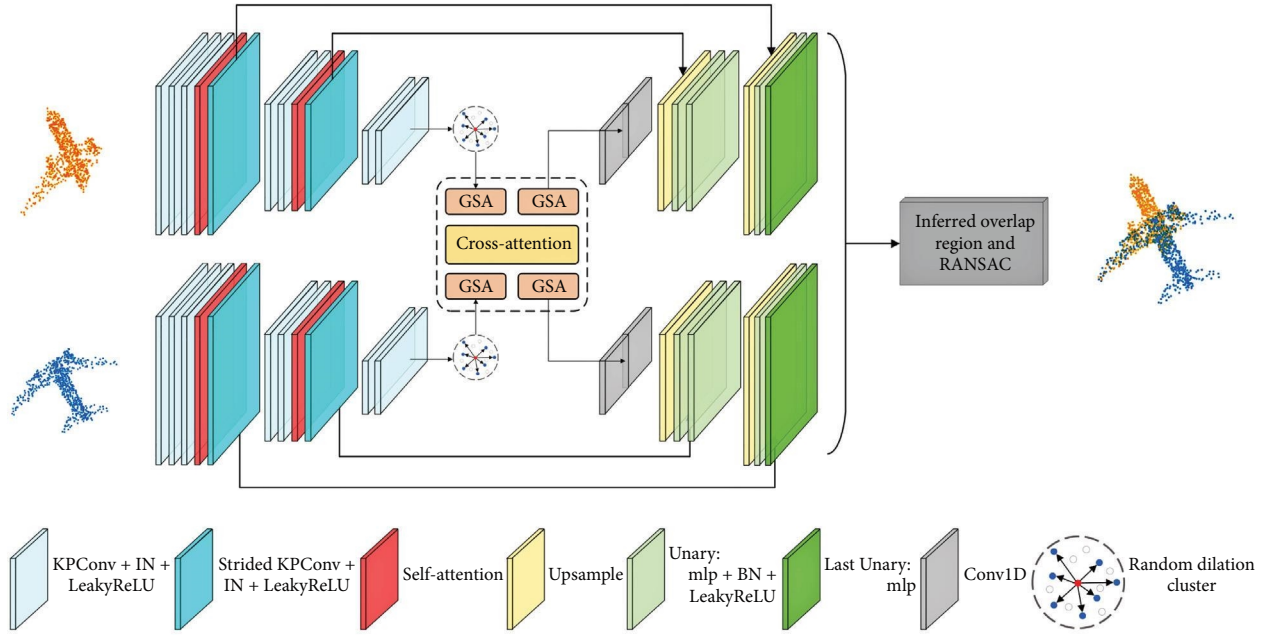 GSA
GSA
Cross-attention
GSA
GSA
Inferred overlap
region and
RANSAC
KPConv + IN +
LeakyReLU
Strided KPConv +
IN + LeakyReLU
Self-attention
Upsample
Unary:
mlp + BN +
LeakyReLU
Last Unary:
mlp
Conv1D
Random dilation
cluster